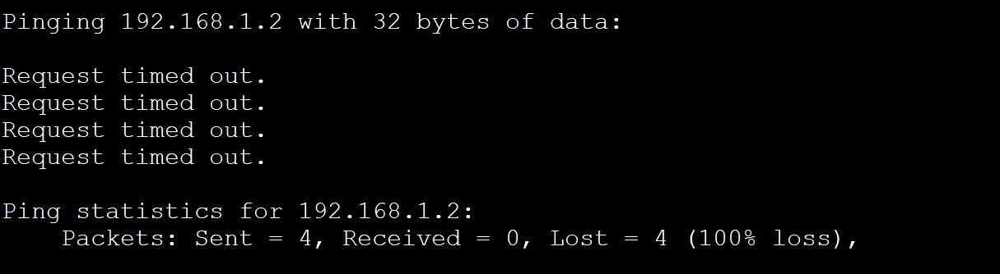 Pinging 192.168.1.2 with 32 bytes of data:
Request timed out.
Request timed out.
Request timed out.
Request timed out.
Ping statistics for 192.168.1.2:
Packets: Sent = 4, Received = 0, Lost = 4 (100% loss),